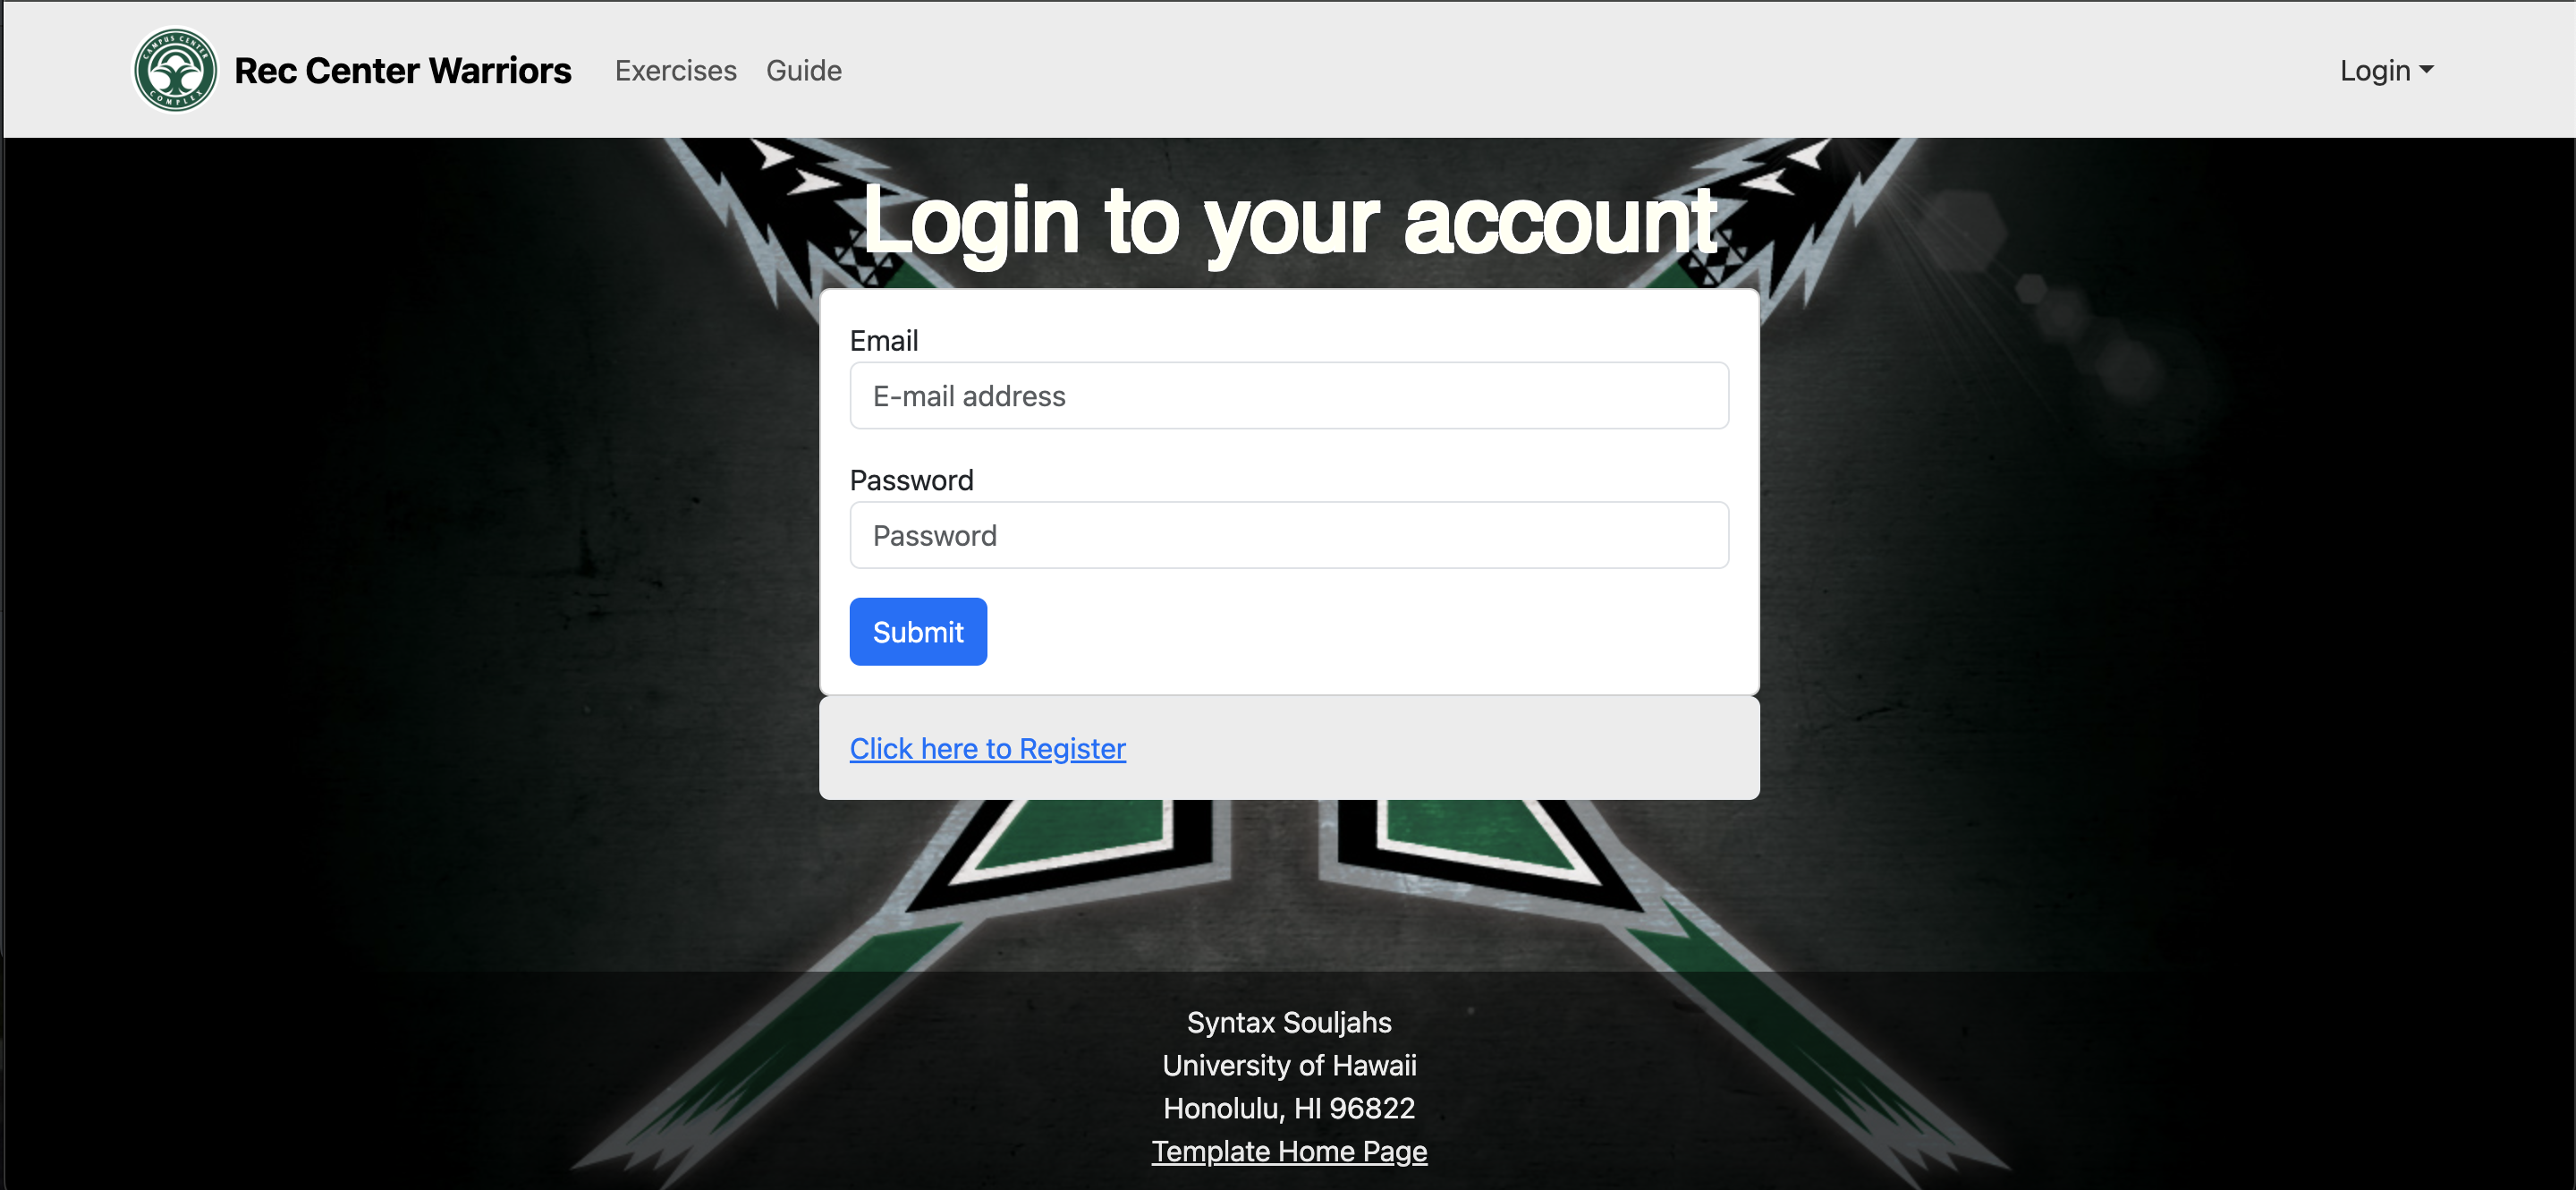 CAMPUS CENTER
COMPLEX
Rec Center Warriors
Exercises
Guide
Login
Login to your account
Email
E-mail address
Password
Password
Submit
Click here to Register
Syntax Souljahs
University of Hawaii
Honolulu, HI 96822
Template Home Page